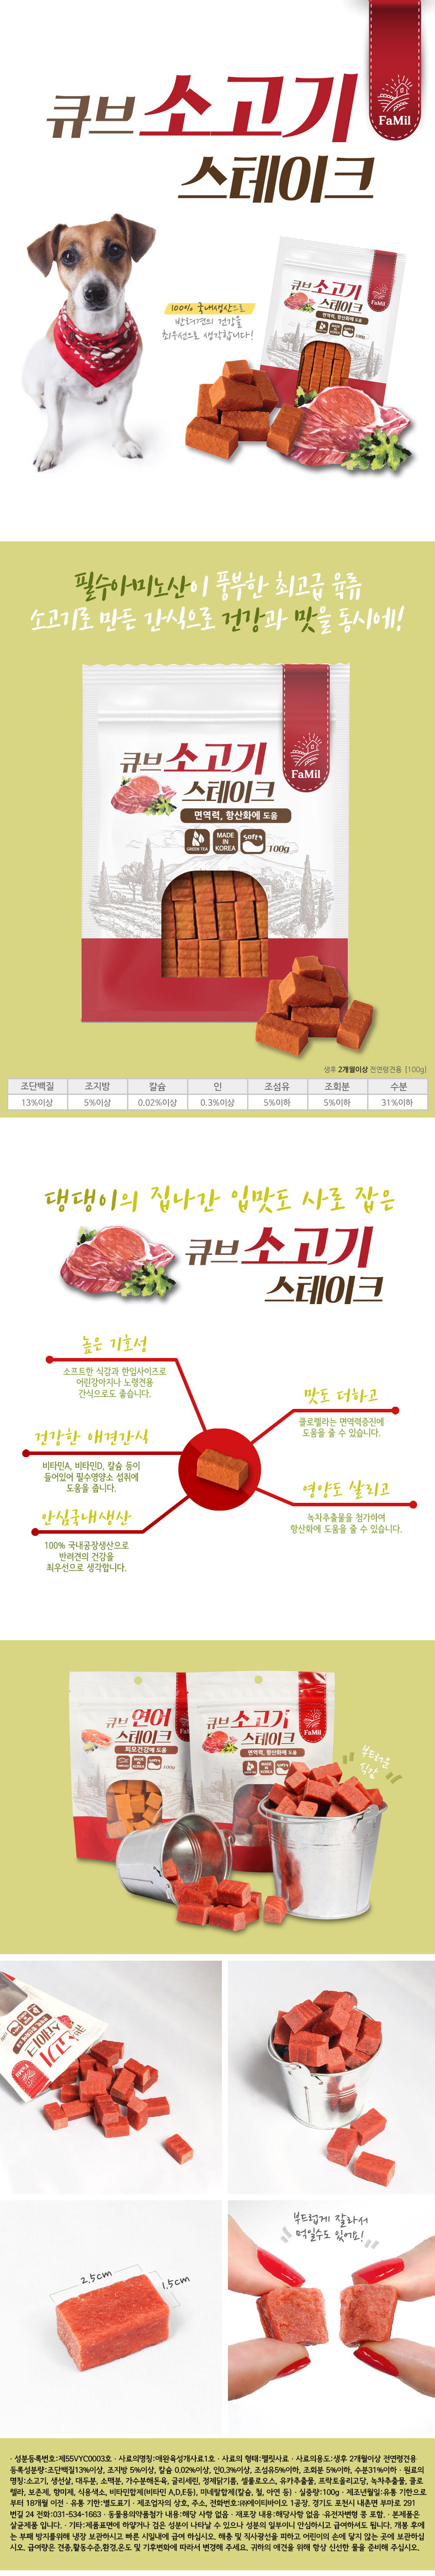 FaMil
큐브 소고기
스테이크
100% 국내생산으로
반려견의 건강을
최우선으로 생각합니다!
큐브 소고기
스테이크
면역력, 항산화에 도움
FaMil
100g
필수아미노산이 풍부한 최고급 육류
소고기로 만든 간식으로 건강과 맛을 동시에!
FaMil
큐브 소고기
스테이크
면역력, 항산화에 도움
GREEN TEA
MADE IN KOREA
Soft
100g
생후 2개월이상 전연령견용 [100g]
조단백질 조지방 칼슘 인 조섬유 조회분 수분
13%이상 5%이상 0.02%이상 0.3%이상 5%이하 5%이하 31%이하
댕댕이의 집나간 입맛도 사로 잡은
큐브 소고기
스테이크
높은 기호성
소프트한 식감과 한입사이즈로
어린강아지나 노령견용
간식으로도 좋습니다.
맛도 더하고
클로렐라는 면역력증진에
도움을 줄 수 있습니다.
건강한 애견간식
비타민A, 비타민D, 칼슘 등이
들어있어 필수영양소 섭취에
도움을 줍니다.
영양도 살리고
녹차추출물을 첨가하여
항산화에 도움을 줄 수 있습니다.
안심국내생산
100% 국내공장생산으로
반려견의 건강을
최우선으로 생각합니다.
큐브 연어
스테이크
피모건강에 도움
100g
큐브 소고기
스테이크
면역력, 항산화에 도움
FaMil
부드러운
식감
큐브 소고기
스테이크
2.5cm
1.5cm
부드럽게 잘라서
먹일수도 있어요!
· 성분등록번호:제55VYC0003호 · 사료의명칭:애완육성개사료1호 · 사료의 형태:펠릿사료 · 사료의용도:생후 2개월이상 전연령견용
등록성분량:조단백질13%이상, 조지방 5%이상, 칼슘 0.02%이상, 인0.3%이상, 조섬유5%이하, 조회분 5%이하, 수분31%이하 · 원료의
명칭:소고기, 생선살, 대두분, 소맥분, 가수분해돈육, 글리세린, 정제닭기름, 셀룰로오스, 유카추출물, 프락토올리고당, 녹차추출물, 클로
렐라, 보존제, 향미제, 식용색소, 비타민합제(비타민 A,D,E등), 미네랄합제(칼슘, 철, 아연 등) · 실중량:100g · 제조년월일:유통 기한으로
부터 18개월 이전 · 유통 기한:별도표기 · 제조업자의 상호, 주소, 전화번호:㈜에이티바이오 1공장, 경기도 포천시 내촌면 부마로 291
번길 24 전화:031-534-1663 · 동물용의약품첨가 내용:해당 사항 없음 · 재포장 내용:해당사항 없음 ·유전자변형 콩 포함. · 본제품은
살균제품 입니다. · 기타:제품표면에 하얗거나 검은 성분이 나타날 수 있으나 성분의 일부이니 안심하시고 급여하셔도 됩니다. 개봉 후에
는 부패 방지를위해 냉장 보관하시고 빠른 시일내에 급여 하십시오. 해충 및 직사광선을 피하고 어린이의 손에 닿지 않는 곳에 보관하십
시오. 급여량은 견종,활동수준,환경,온도 및 기후변화에 따라서 변경해 주세요. 귀하의 애견을 위해 항상 신선한 물을 준비해 주십시오.